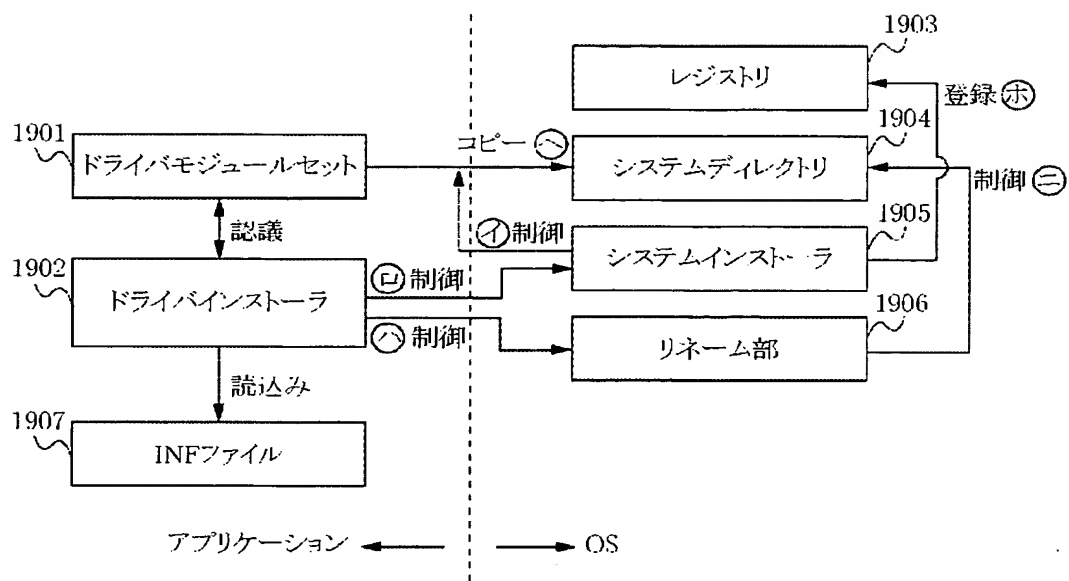 1903
レジストリ
登録ホ
1901
1904
ドライバモジュールセット
コピーヘ
システムディレクトリ
制御ニ
認議
イ制御
1905
システムインストーラ
1902
ドライバインストーラ
ロ制御
ハ制御
1906
リネーム部
読込み
1907
INFファイル
アプリケーション
OS